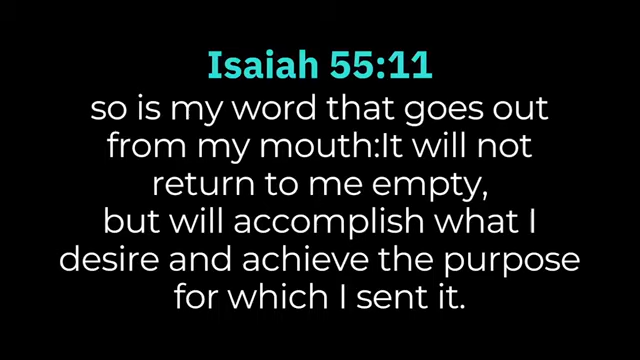 Isaiah 55:11
so is my word that goes out
from my mouth:It will not
return to me empty,
but will accomplish what I
desire and achieve the purpose
for which I sent it.